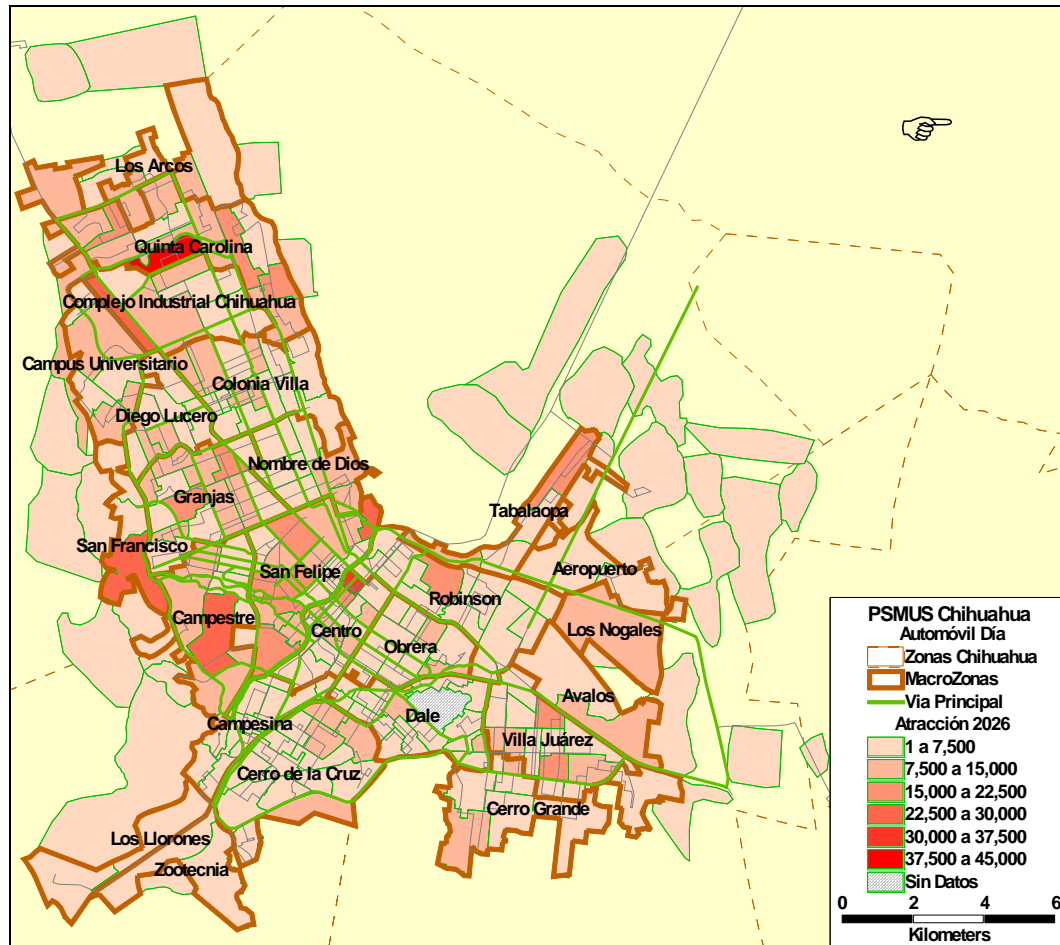 Los Arcos
Quinta Carolina
Complejo Industrial Chihuahua
Campus Universitario
Colonia Villa
Diego Lucero
Nombre de Dios
Granjas
Tabalaopa
San Francisco
San Felipe
Aeropuerto
Robinson
Campestre
Centro
Los Nogales
Obrera
Avalos
Campesina
Dale
Villa Juárez
Cerro de la Cruz
Cerro Grande
Los Llorones
Zootecnia
PSMUS Chihuahua
Automóvil Día
Zonas Chihuahua
MacroZonas
Via Principal
Atracción 2026
1 a 7,500
7,500 a 15,000
15,000 a 22,500
22,500 a 30,000
30,000 a 37,500
37,500 a 45,000
Sin Datos
0 2 4 6
Kilometers